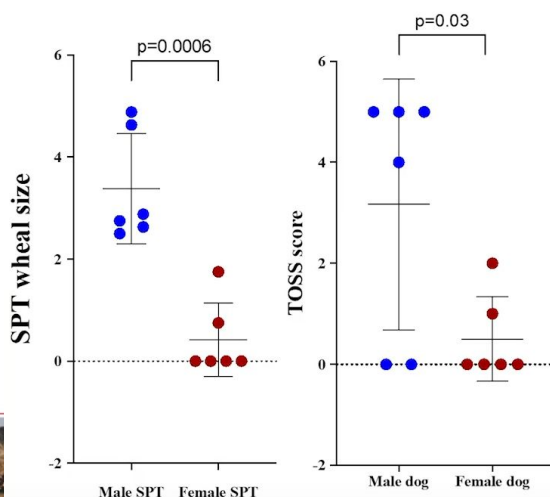 p=0.0006
6
4
2
0
-2
SPT wheal size
Male SPT Female SPT
p=0.03
6
4
2
0
-2
TOSS score
Male dog Female dog